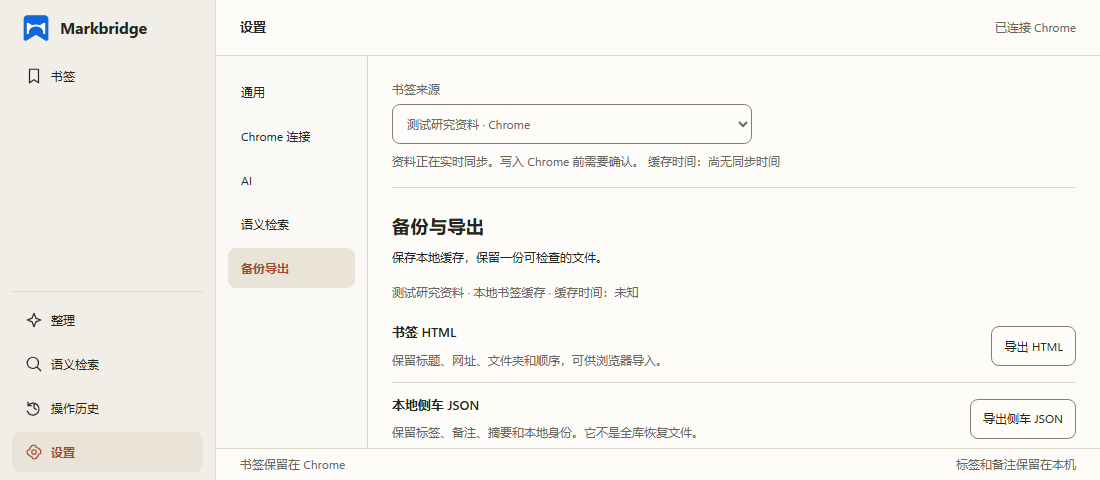 Markbridge
书签
整理
语义检索
操作历史
设置
设置
已连接 Chrome
通用
Chrome 连接
AI
语义检索
备份导出
书签来源
测试研究资料 · Chrome
资料正在实时同步。写入 Chrome 前需要确认。 缓存时间：尚无同步时间
备份与导出
保存本地缓存，保留一份可检查的文件。
测试研究资料 · 本地书签缓存 · 缓存时间：未知
书签 HTML
保留标题、网址、文件夹和顺序，可供浏览器导入。
导出 HTML
本地侧车 JSON
保留标签、备注、摘要和本地身份。它不是全库恢复文件。
导出侧车 JSON
书签保留在 Chrome
标签和备注保留在本机